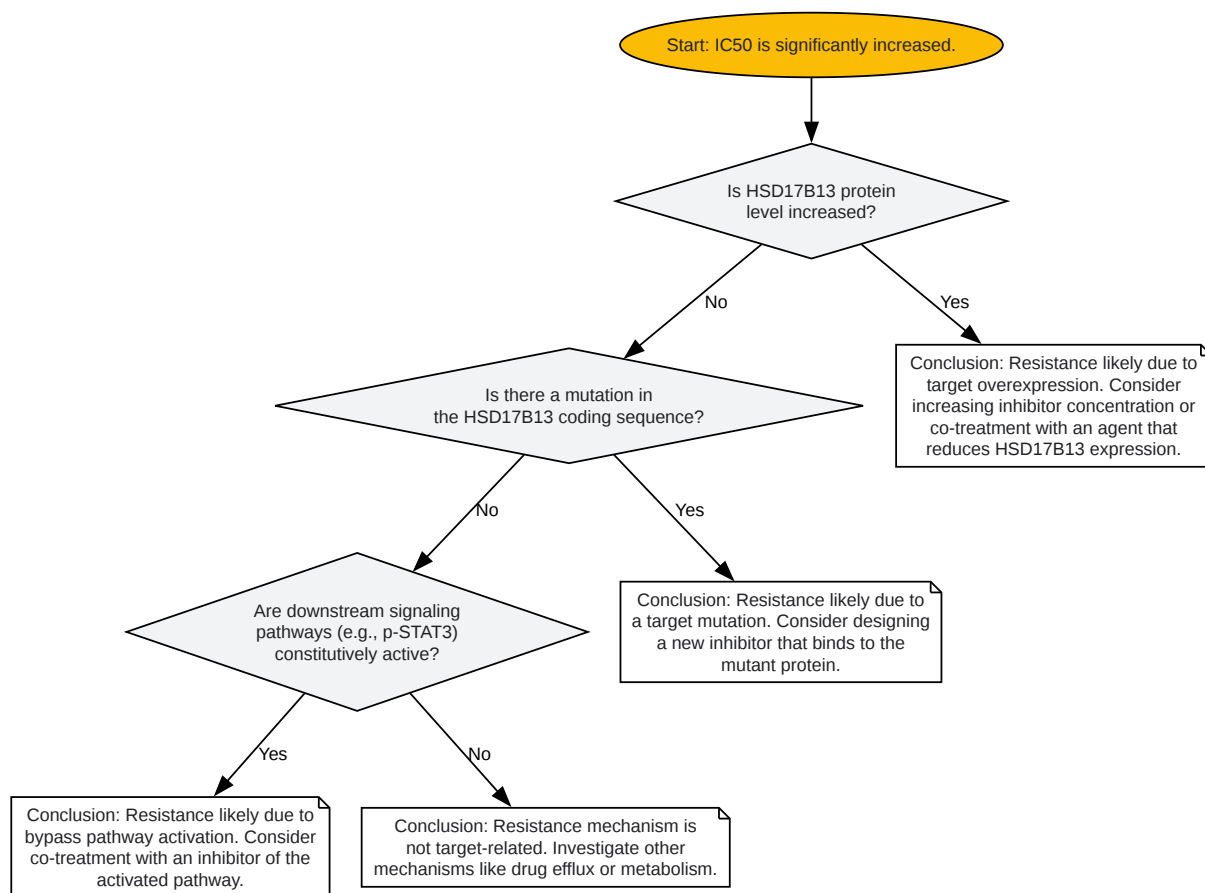 Start: IC50 is significantly increased.
Is HSD17B13 protein
level increased?
No
Yes
Conclusion: Resistance likely due to
target overexpression. Consider
increasing inhibitor concentration or
co-treatment with an agent that
reduces HSD17B13 expression.
Is there a mutation in
the HSD17B13 coding sequence?
No
Yes
Conclusion: Resistance likely due to
a target mutation. Consider designing
a new inhibitor that binds to the
mutant protein.
Are downstream signaling
pathways (e.g., p-STAT3)
constitutively active?
Yes
No
Conclusion: Resistance likely due to
bypass pathway activation. Consider
co-treatment with an inhibitor of the
activated pathway.
Conclusion: Resistance mechanism is
not target-related. Investigate other
mechanisms like drug efflux or metabolism.